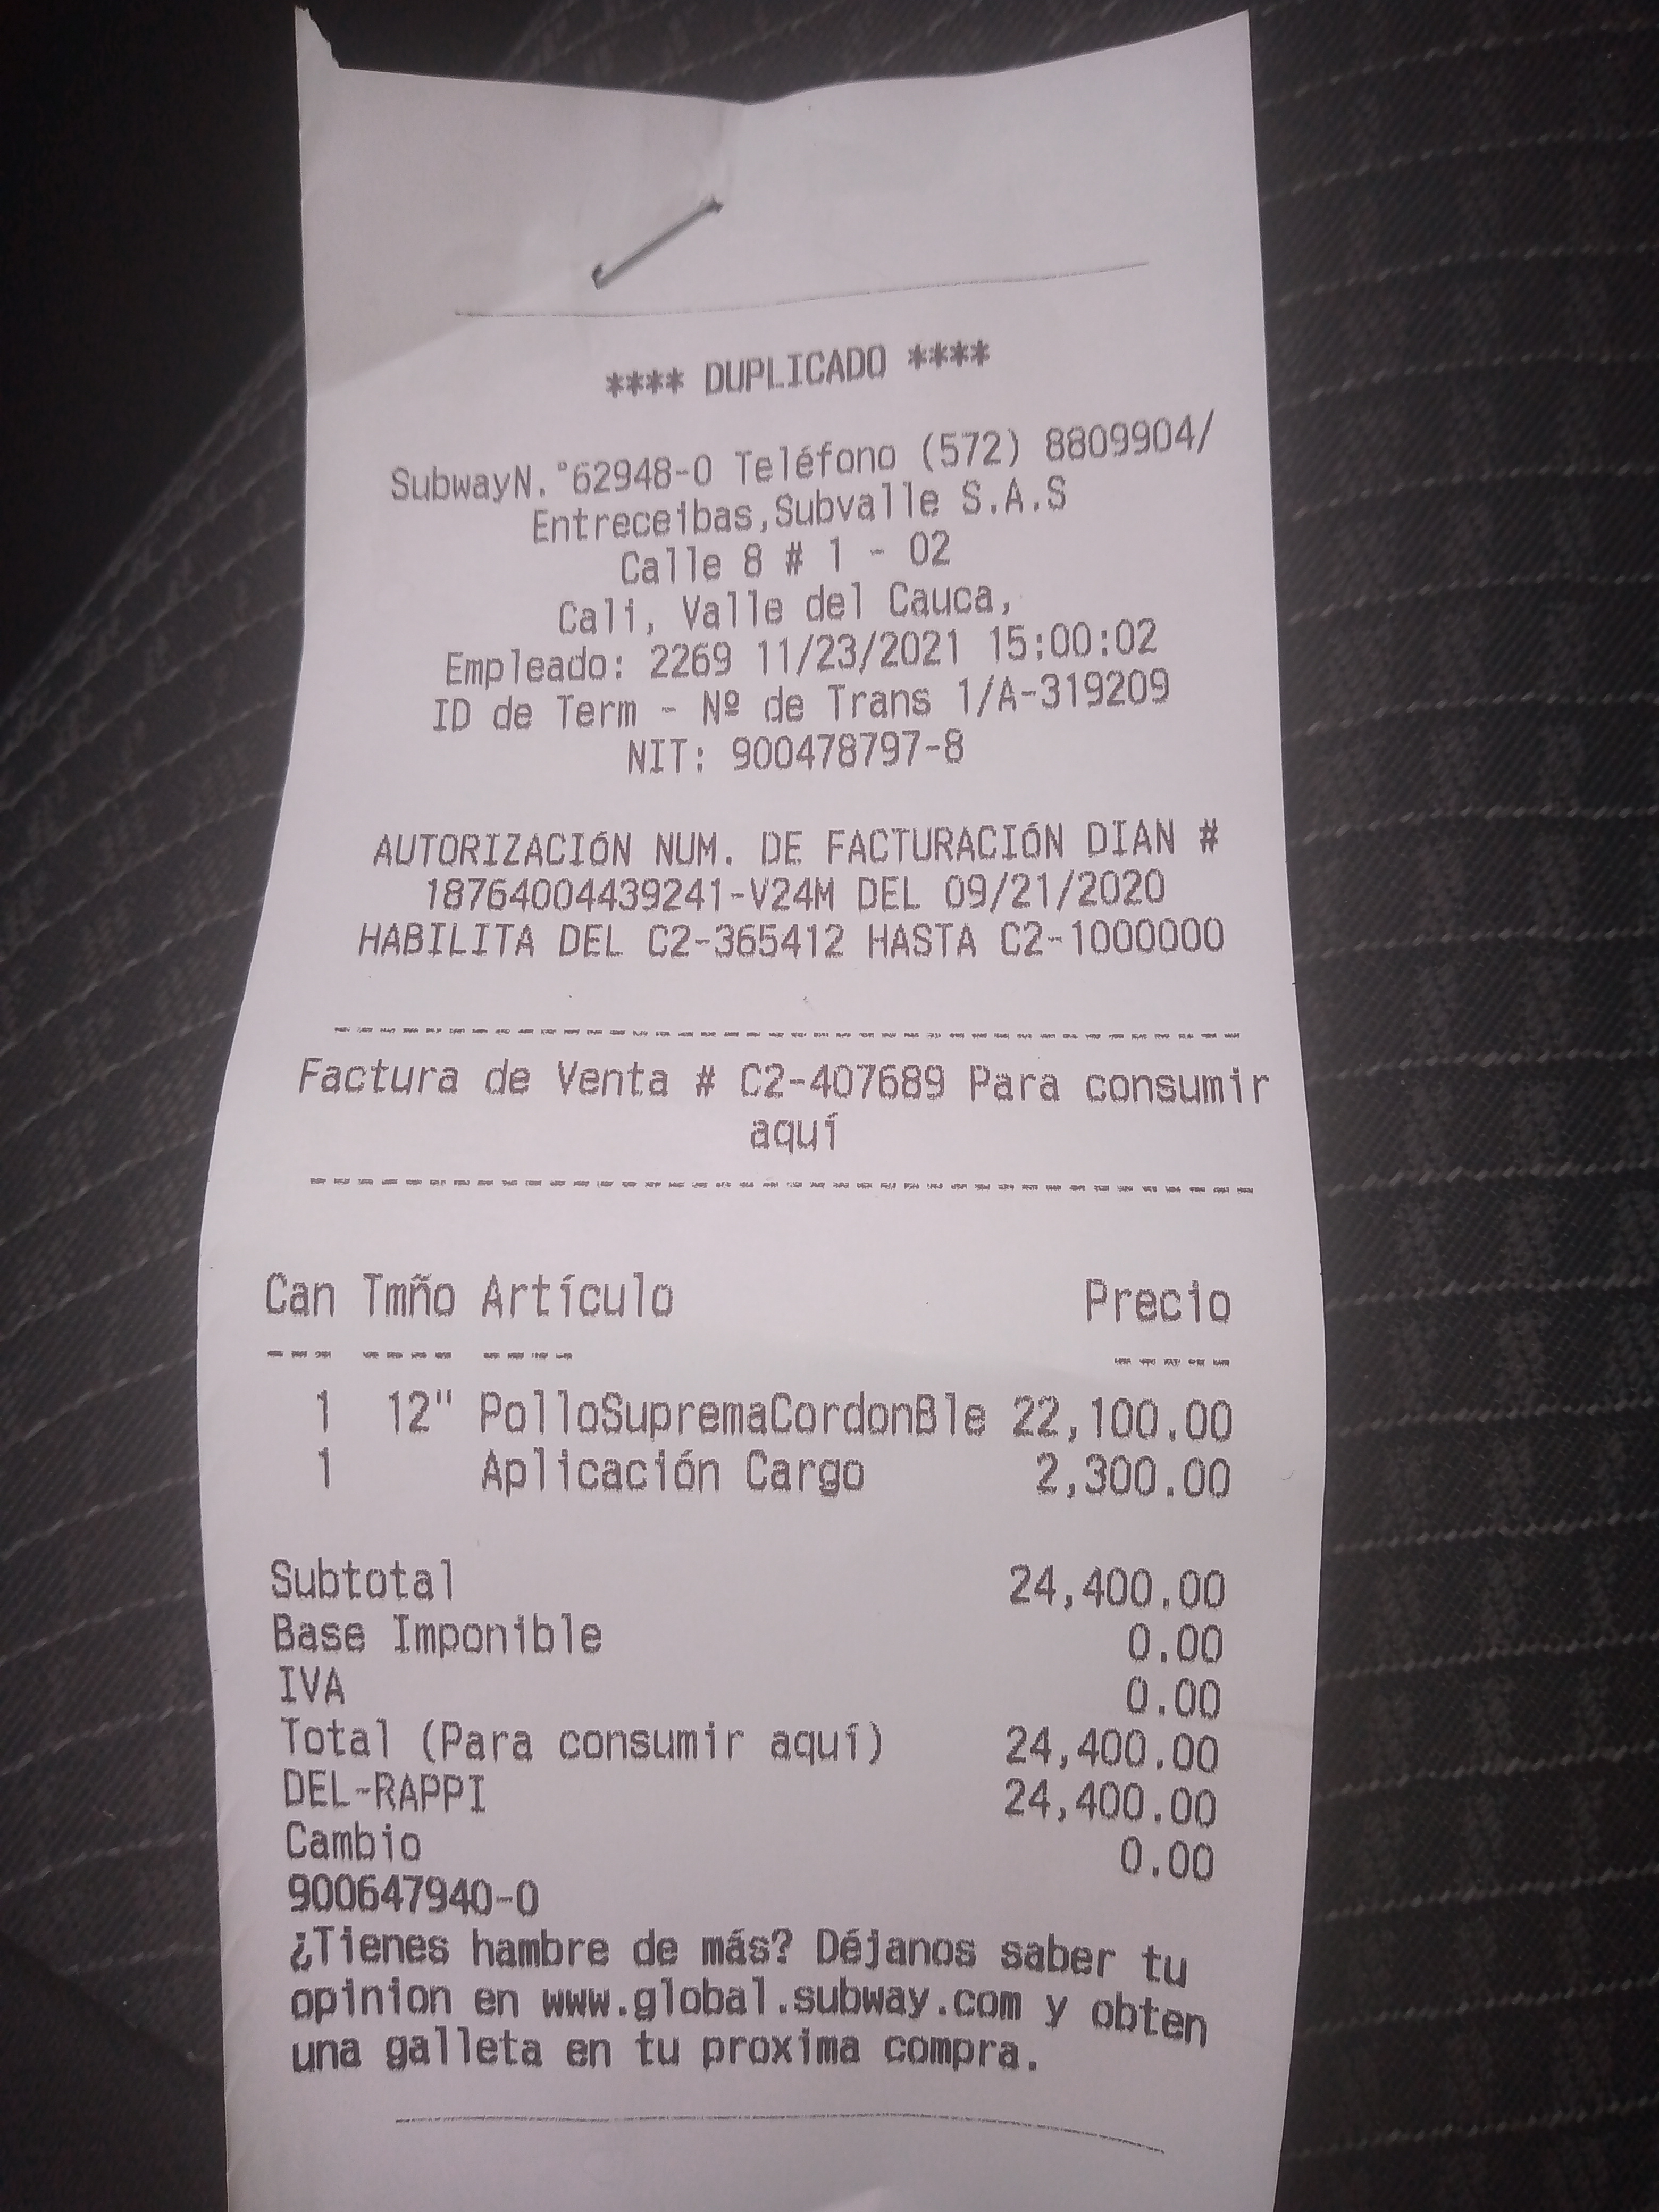 **** DUPLICADO ****
SubwayN.°62948-0 Teléfono (572) 8809904/
Entreceibas,Subvalle S.A.S
Calle 8 # 1 - 02
Cali, Valle del Cauca,
Empleado: 2269 11/23/2021 15:00:02
ID de Term - Nº de Trans 1/A-319209
NIT: 900478797-8
AUTORIZACIÓN NUM. DE FACTURACIÓN DIAN #
18764004439241-V24M DEL 09/21/2020
HABILITA DEL C2-365412 HASTA C2-1000000
Factura de Venta # C2-407689 Para consumir
aquí
Can Tmño Artículo Precio
1 12" PolloSupremaCordonBle 22,100.00
1 Aplicación Cargo 2,300.00
Subtotal 24,400.00
Base Imponible 0.00
IVA 0.00
Total (Para consumir aquí) 24,400.00
DEL-RAPPI 24,400.00
Cambio 0.00
900647940-0
¿Tienes hambre de más? Déjanos saber tu
opinion en www.global.subway.com y obten
una galleta en tu proxima compra.